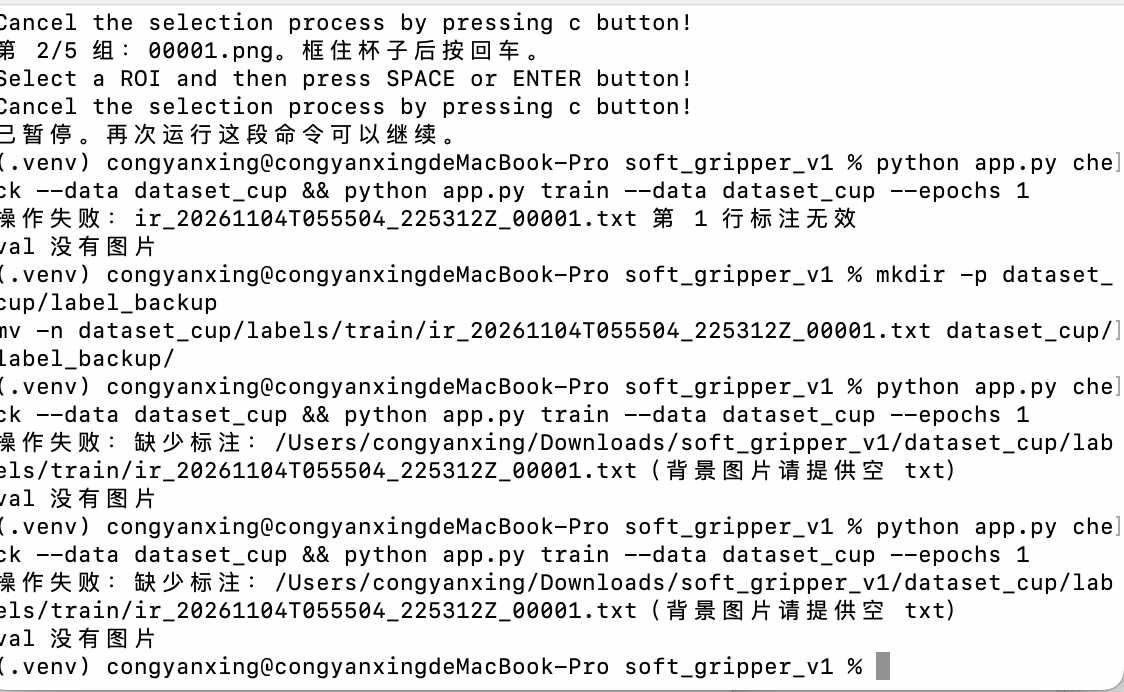 Cancel the selection process by pressing c button!
第 2/5 组：00001.png。框住杯子后按回车。
Select a ROI and then press SPACE or ENTER button!
Cancel the selection process by pressing c button!
已暂停。再次运行这段命令可以继续。
(.venv) congyanxing@congyanxingdeMacBook-Pro soft_gripper_v1 % python app.py che]
ck --data dataset_cup && python app.py train --data dataset_cup --epochs 1
操作失败：ir_20261104T055504_225312Z_00001.txt 第 1 行标注无效
val 没有图片
(.venv) congyanxing@congyanxingdeMacBook-Pro soft_gripper_v1 % mkdir -p dataset_
cup/label_backup
mv -n dataset_cup/labels/train/ir_20261104T055504_225312Z_00001.txt dataset_cup/]
label_backup/
(.venv) congyanxing@congyanxingdeMacBook-Pro soft_gripper_v1 % python app.py che]
ck --data dataset_cup && python app.py train --data dataset_cup --epochs 1
操作失败：缺少标注：/Users/congyanxing/Downloads/soft_gripper_v1/dataset_cup/lab
els/train/ir_20261104T055504_225312Z_00001.txt（背景图片请提供空 txt）
val 没有图片
(.venv) congyanxing@congyanxingdeMacBook-Pro soft_gripper_v1 % python app.py che]
ck --data dataset_cup && python app.py train --data dataset_cup --epochs 1
操作失败：缺少标注：/Users/congyanxing/Downloads/soft_gripper_v1/dataset_cup/lab
els/train/ir_20261104T055504_225312Z_00001.txt（背景图片请提供空 txt）
val 没有图片
(.venv) congyanxing@congyanxingdeMacBook-Pro soft_gripper_v1 %